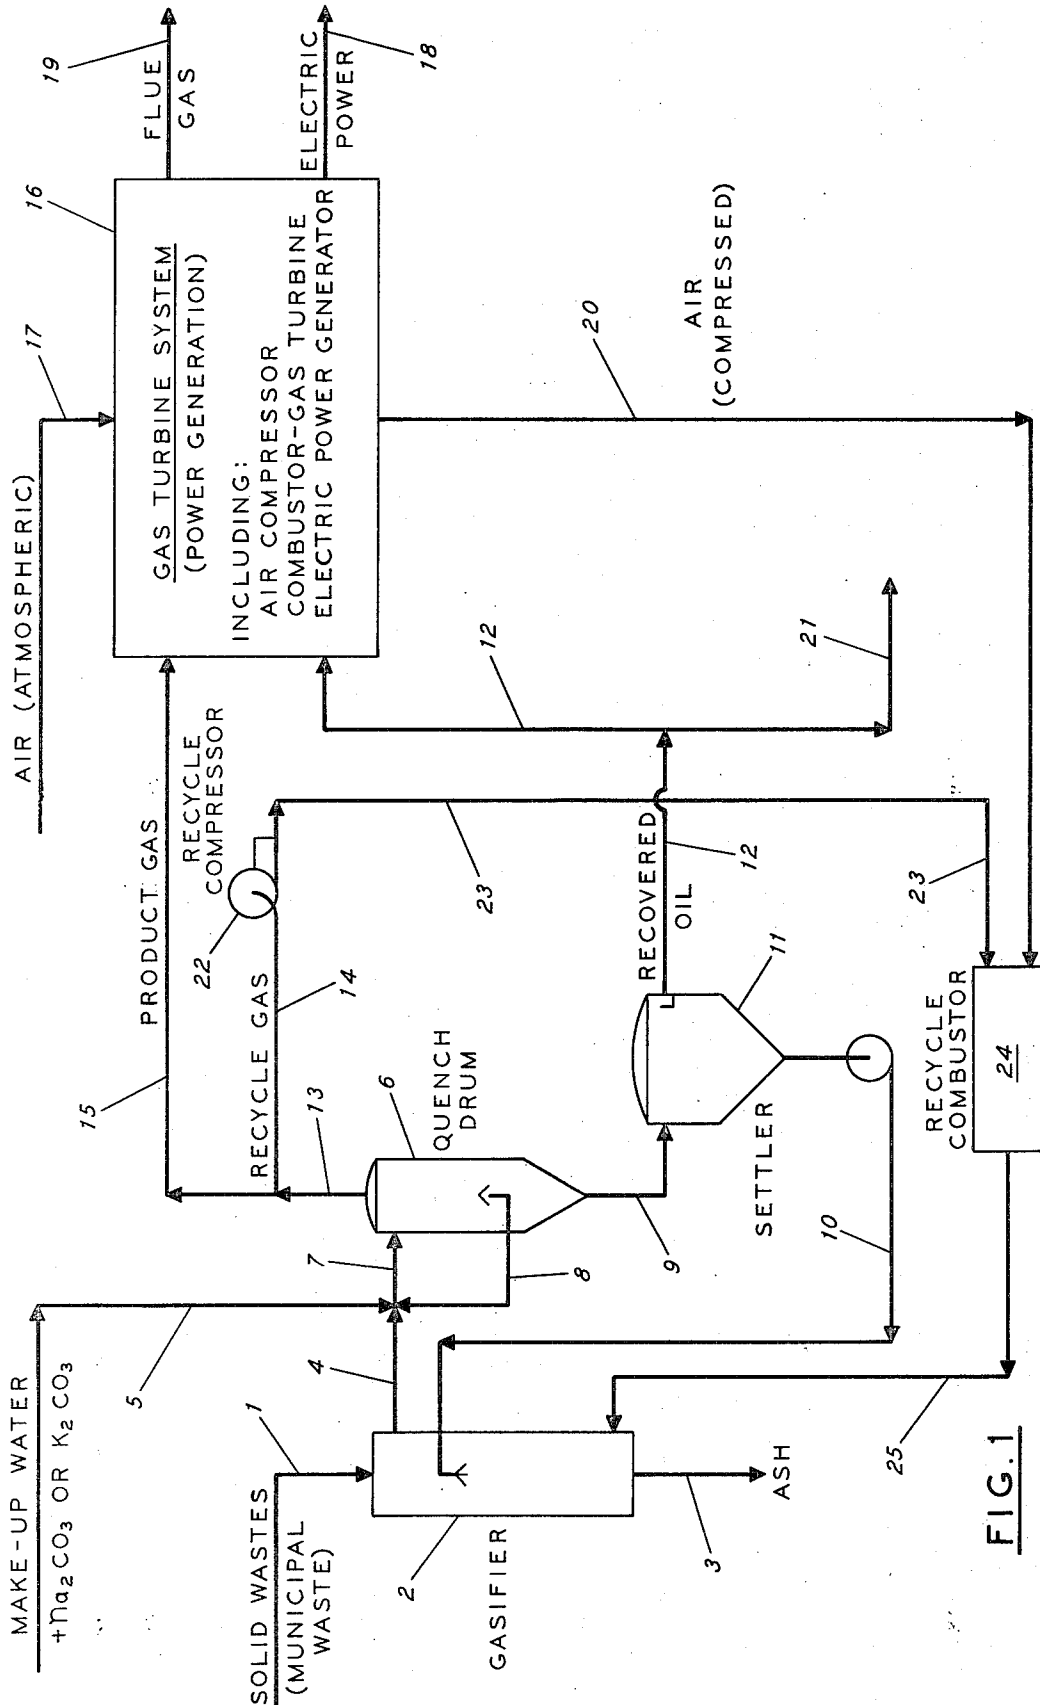 MAKE-UP WATER
+Na2CO3 OR K2CO3
5
SOLID WASTES
(MUNICIPAL
WASTE)
1
2
GASIFIER
3
ASH
4
7
8
6
QUENCH
DRUM
9
13
RECYCLE GAS
14
15
PRODUCT GAS
22
RECYCLE
COMPRESSOR
23
AIR (ATMOSPHERIC)
17
16
GAS TURBINE SYSTEM
(POWER GENERATION)
INCLUDING:
AIR COMPRESSOR
COMBUSTOR-GAS TURBINE
ELECTRIC POWER GENERATOR
19
FLUE
GAS
ELECTRIC
POWER
18
12
21
20
AIR
(COMPRESSED)
RECOVERED
OIL
12
11
SETTLER
10
23
RECYCLE
COMBUSTOR
24
25
FIG.1